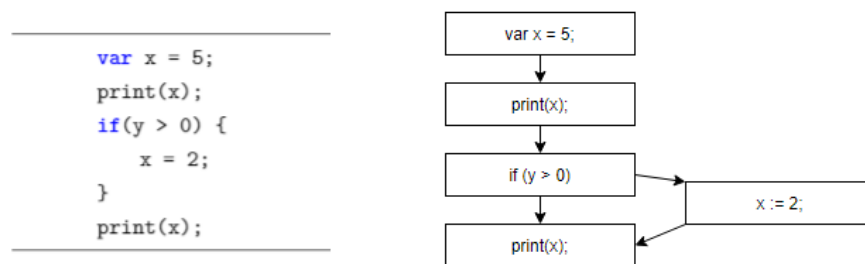 var x = 5;
print(x);
if(y > 0) {
x = 2;
}
print(x);
var x = 5;
print(x);
if (y > 0)
x := 2;
print(x);